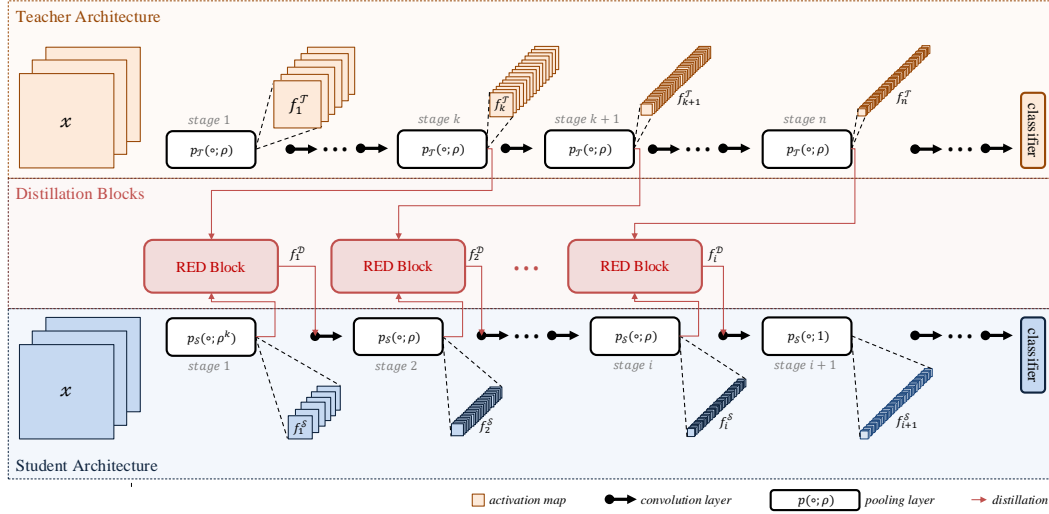 Teacher Architecture
x
f_1^𝒯
f_k^𝒯
f_{k+1}^𝒯
f_n^𝒯
stage 1
stage k
stage k + 1
stage n
p_𝒯(∘; ρ)
p_𝒯(∘; ρ)
p_𝒯(∘; ρ)
p_𝒯(∘; ρ)
classifier
Distillation Blocks
RED Block
f_1^𝒟
RED Block
f_2^𝒟
RED Block
f_i^𝒟
x
p_𝒮(∘; ρ^k)
p_𝒮(∘; ρ)
p_𝒮(∘; ρ)
p_𝒮(∘; 1)
classifier
stage 1
stage 2
stage i
stage i + 1
f_1^𝒮
f_2^𝒮
f_i^𝒮
f_{i+1}^𝒮
Student Architecture
activation map
convolution layer
p(∘; ρ)
pooling layer
distillation